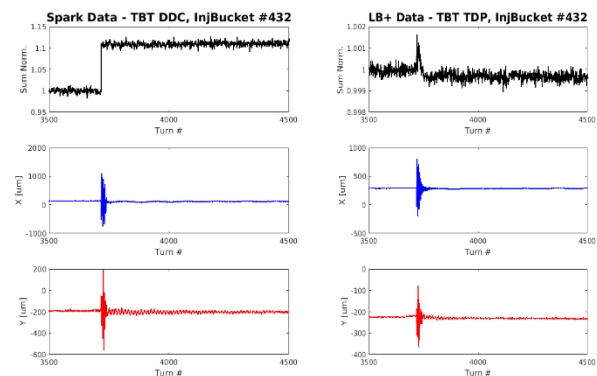 Spark Data - TBT DDC, InjBucket #432
Sum Norm.
1.15
1.1
1.05
1
0.95
3500 4000 4500
Turn #
X [um]
2000
1000
0
-1000
3500 4000 4500
Turn #
Y [um]
200
0
-200
-400
-600
3500 4000 4500
Turn #
LB+ Data - TBT TDP, InjBucket #432
Sum Norm.
1.002
1.001
1
0.999
0.998
3500 4000 4500
Turn #
X [um]
1000
500
0
-500
3500 4000 4500
Turn #
Y [um]
0
-100
-200
-300
-400
3500 4000 4500
Turn #